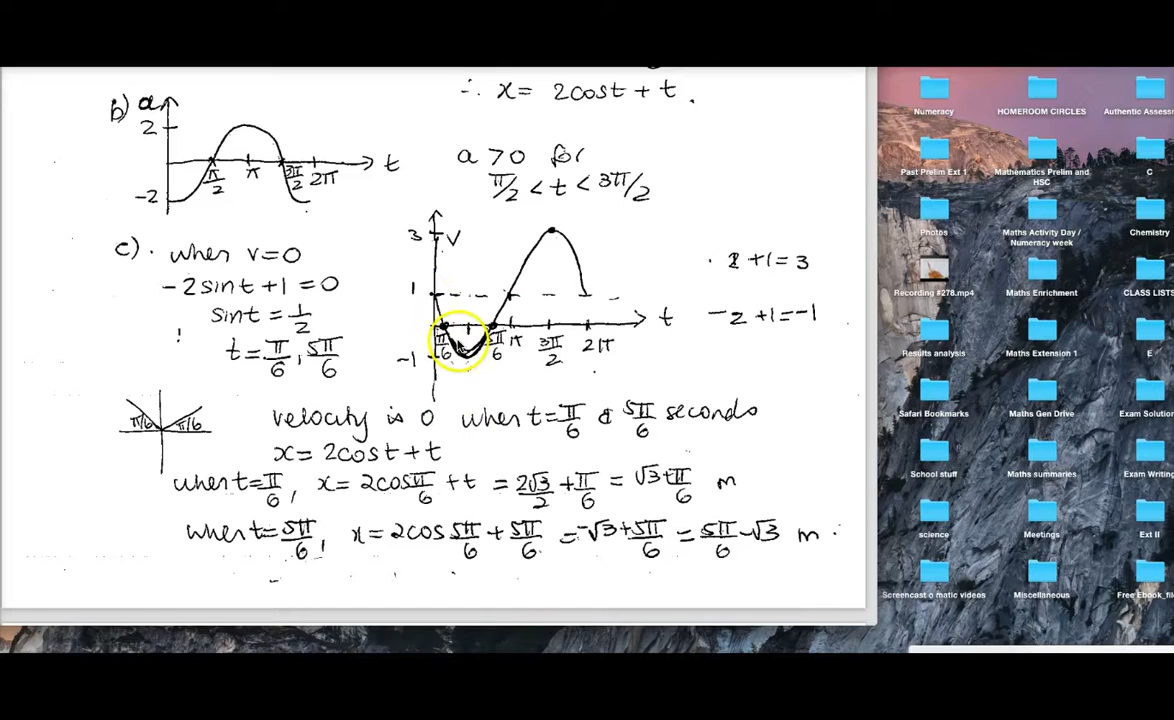 ∴ x = 2cost + t .
b) a
2
-2
π/2 π 3π/2 2π t
a > 0 for
π/2 < t < 3π/2
c) . when v=0
-2sint +1 = 0
sint = 1/2
t = π/6 , 5π/6
3 V
1
-1
π/6 5π/6 π 3π/2 2π t
2 +1 = 3
-2 +1 = -1
π/6 π/6
velocity is 0 when t = π/6 & 5π/6 seconds
x = 2cost + t
when t = π/6 , x = 2cos π/6 + t = 2√3/2 + π/6 = √3 + π/6 m
when t = 5π/6 , x = 2cos 5π/6 + 5π/6 = -√3 + 5π/6 = 5π/6 - √3 m
Numeracy HOMEROOM CIRCLES Authentic Assess
Past Prelim Ext 1 Mathematics Prelim and HSC C
Photos Maths Activity Day / Numeracy week Chemistry
Recording #278.mp4 Maths Enrichment CLASS LISTS
Results analysis Maths Extension 1 E
Safari Bookmarks Maths Gen Drive Exam Solution
School stuff Maths summaries Exam Writing
science Meetings Ext II
Screencast o matic videos Miscellaneous Free Ebook_file